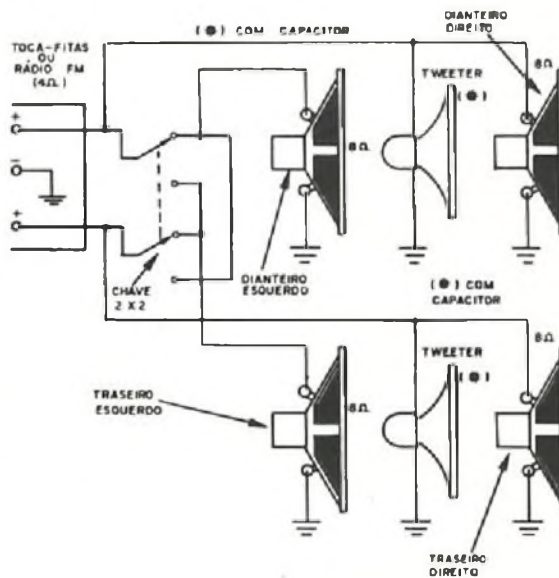 TOCA-FITAS
OU
RÁDIO FM
(4Ω)
(●) COM CAPACITOR
DIANTEIRO
DIREITO
8Ω
TWEETER
(●)
+
8Ω
-
+
CHAVE
2 X 2
DIANTEIRO
ESQUERDO
(●) COM
CAPACITOR
8Ω
TWEETER
(●)
TRASEIRO
ESQUERDO
8Ω
TRASEIRO
DIREITO